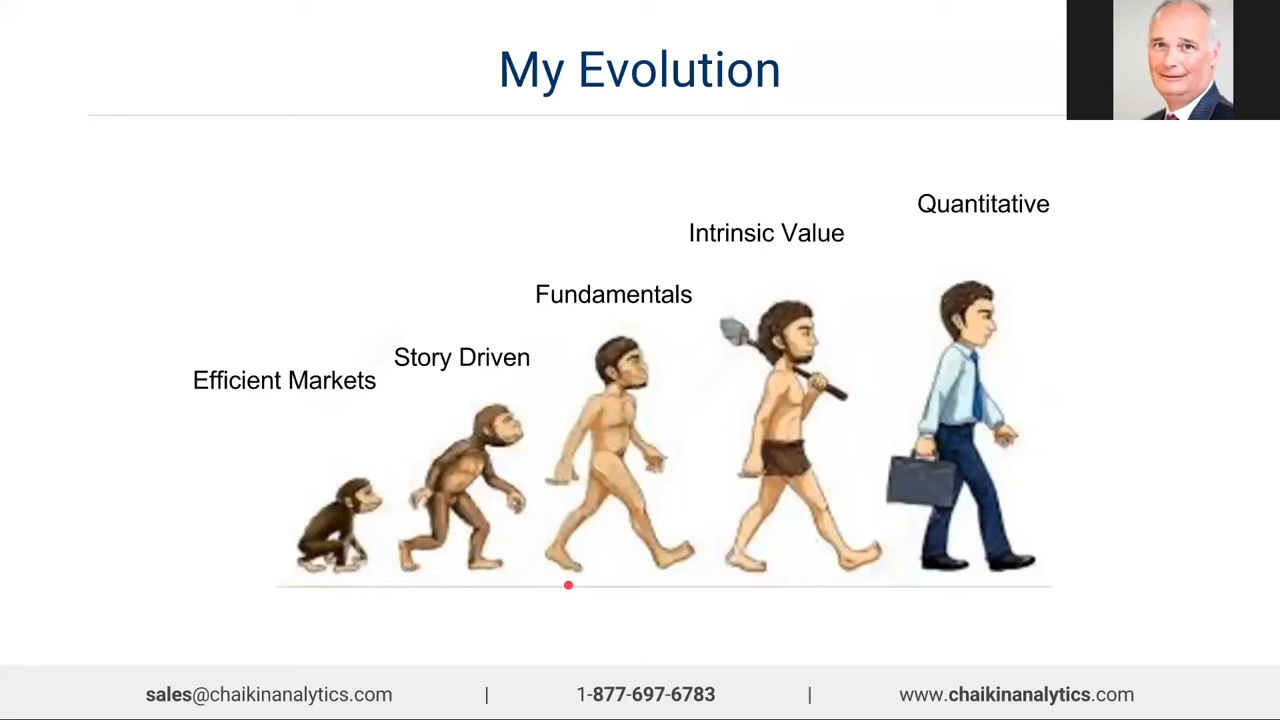 My Evolution
Quantitative
Intrinsic Value
Fundamentals
Story Driven
Efficient Markets
sales@chaikinanalytics.com | 1-877-697-6783 | www.chaikinanalytics.com